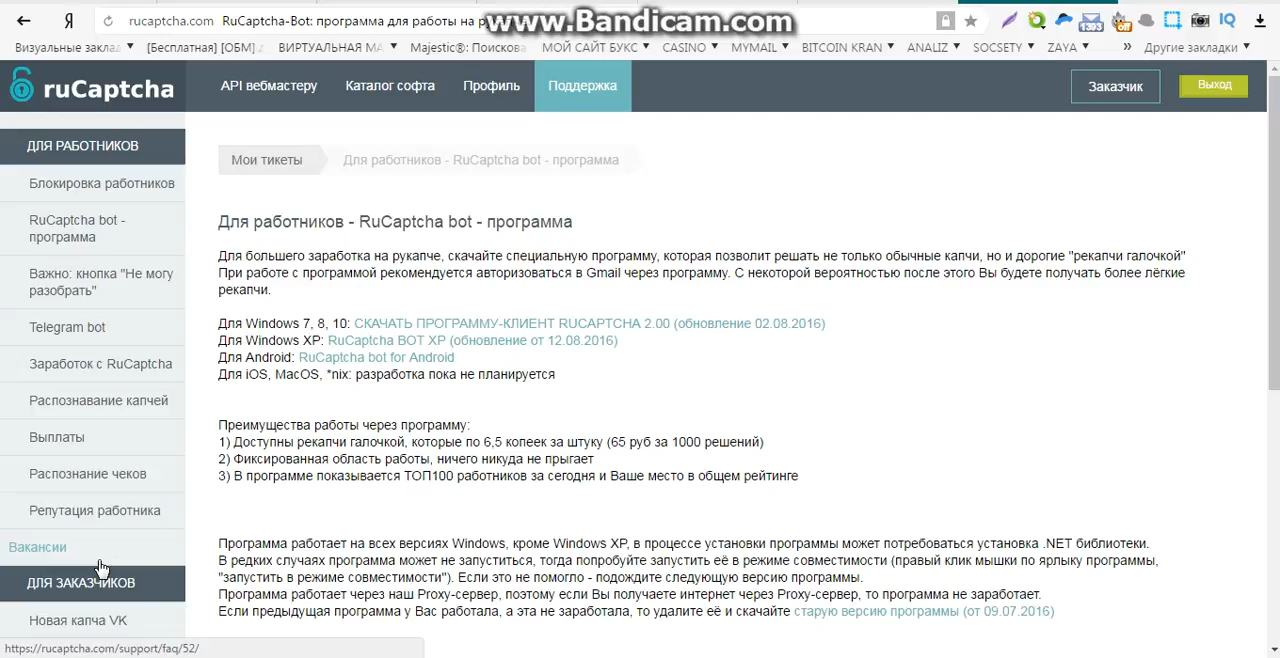 rucaptcha.com RuCaptcha-Bot: программа для работы на р
www.Bandicam.com
Визуальные заклад
[Бесплатная] [ОБМ]
ВИРТУАЛЬНАЯ МА
Majestic®: Поискова
МОЙ САЙТ БУКС
CASINO
MYMAIL
BITCOIN KRAN
ANALIZ
SOCSETY
ZAYA
» Другие закладки
ruCaptcha
API вебмастеру
Каталог софта
Профиль
Поддержка
Заказчик
Выход
ДЛЯ РАБОТНИКОВ
Блокировка работников
RuCaptcha bot -
программа
Важно: кнопка "Не могу
разобрать"
Telegram bot
Заработок с RuCaptcha
Распознавание капчей
Выплаты
Распознание чеков
Репутация работника
Вакансии
ДЛЯ ЗАКАЗЧИКОВ
Новая капча VK
Мои тикеты
Для работников - RuCaptcha bot - программа
Для работников - RuCaptcha bot - программа
Для большего заработка на рукапче, скачайте специальную программу, которая позволит решать не только обычные капчи, но и дорогие "рекапчи галочкой"
При работе с программой рекомендуется авторизоваться в Gmail через программу. С некоторой вероятностью после этого Вы будете получать более лёгкие
рекапчи.
Для Windows 7, 8, 10: СКАЧАТЬ ПРОГРАММУ-КЛИЕНТ RUCAPTCHA 2.00 (обновление 02.08.2016)
Для Windows XP: RuCaptcha BOT XP (обновление от 12.08.2016)
Для Android: RuCaptcha bot for Android
Для iOS, MacOS, *nix: разработка пока не планируется
Преимущества работы через программу:
1) Доступны рекапчи галочкой, которые по 6,5 копеек за штуку (65 руб за 1000 решений)
2) Фиксированная область работы, ничего никуда не прыгает
3) В программе показывается ТОП100 работников за сегодня и Ваше место в общем рейтинге
Программа работает на всех версиях Windows, кроме Windows XP, в процессе установки программы может потребоваться установка .NET библиотеки.
В редких случаях программа может не запуститься, тогда попробуйте запустить её в режиме совместимости (правый клик мышки по ярлыку программы,
"запустить в режиме совместимости"). Если это не помогло - подождите следующую версию программы.
Программа работает через наш Proxy-сервер, поэтому если Вы получаете интернет через Proxy-сервер, то программа не заработает.
Если предыдущая программа у Вас работала, а эта не заработала, то удалите её и скачайте старую версию программы (от 09.07.2016)
https://rucaptcha.com/support/faq/52/